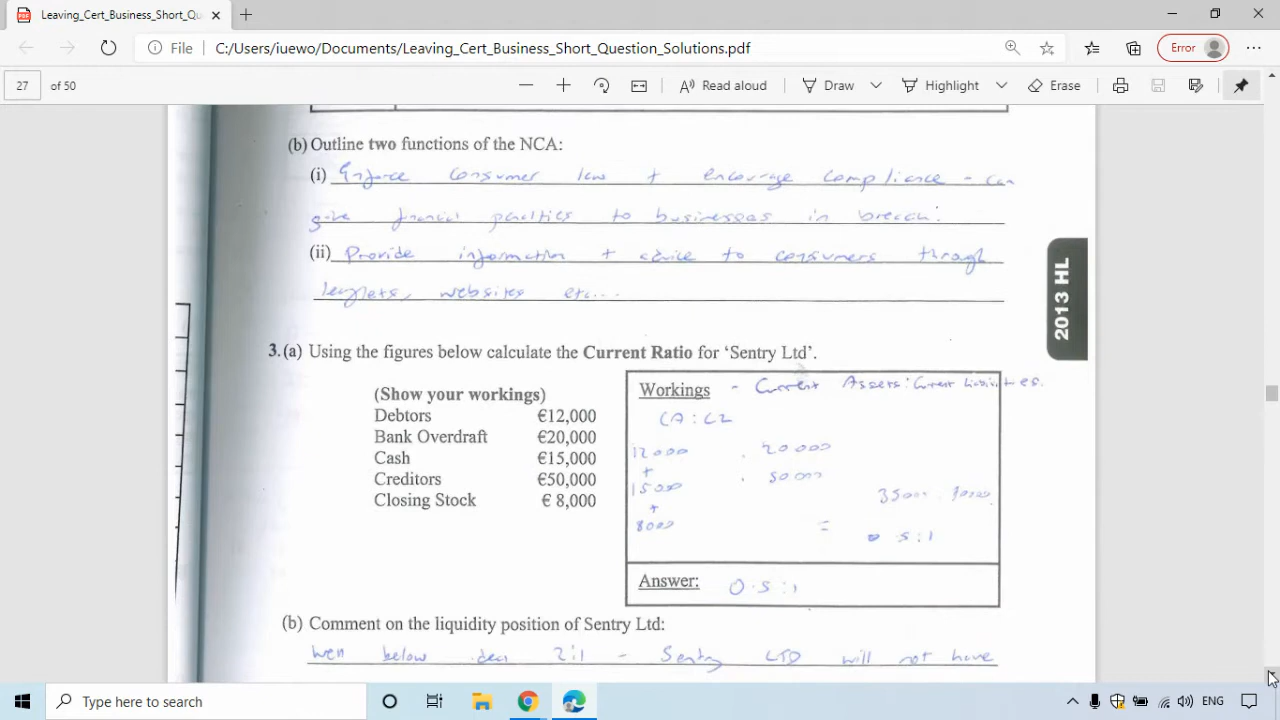 Leaving_Cert_Business_Short_Qu
File C:/Users/iuewo/Documents/Leaving_Cert_Business_Short_Question_Solutions.pdf Error
27 of 50 Read aloud Draw Highlight Erase
(b) Outline two functions of the NCA:
(i) Enforce consumer law + encourage compliance - can
give financial penalties to businesses in breach.
(ii) Provide information + advice to consumers through
leaflets, websites etc...
2013 HL
3.(a) Using the figures below calculate the Current Ratio for 'Sentry Ltd'.
(Show your workings)
Debtors €12,000
Bank Overdraft €20,000
Cash €15,000
Creditors €50,000
Closing Stock € 8,000
Workings - Current Assets : Current Liabilities.
CA : CL
12000 : 20000
+
15000 : 50000
+
8000
35000 : 70000
=
0.5:1
Answer: 0.5:1
(b) Comment on the liquidity position of Sentry Ltd:
Well below 2:1 - Sentry LTD will not have
Type here to search
ENG